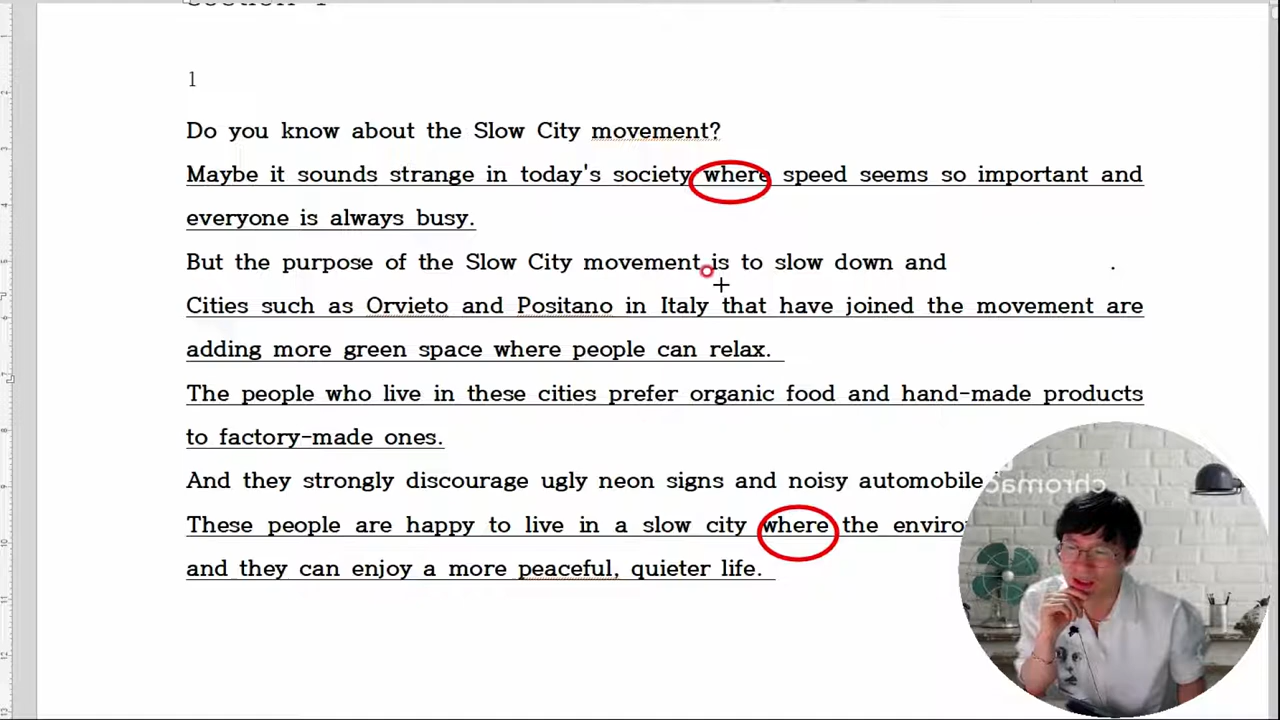 1
Do you know about the Slow City movement?
Maybe it sounds strange in today's society where speed seems so important and
everyone is always busy.
But the purpose of the Slow City movement is to slow down and .
Cities such as Orvieto and Positano in Italy that have joined the movement are
adding more green space where people can relax.
The people who live in these cities prefer organic food and hand-made products
to factory-made ones.
And they strongly discourage ugly neon signs and noisy automobile
These people are happy to live in a slow city where the
and they can enjoy a more peaceful, quieter life.